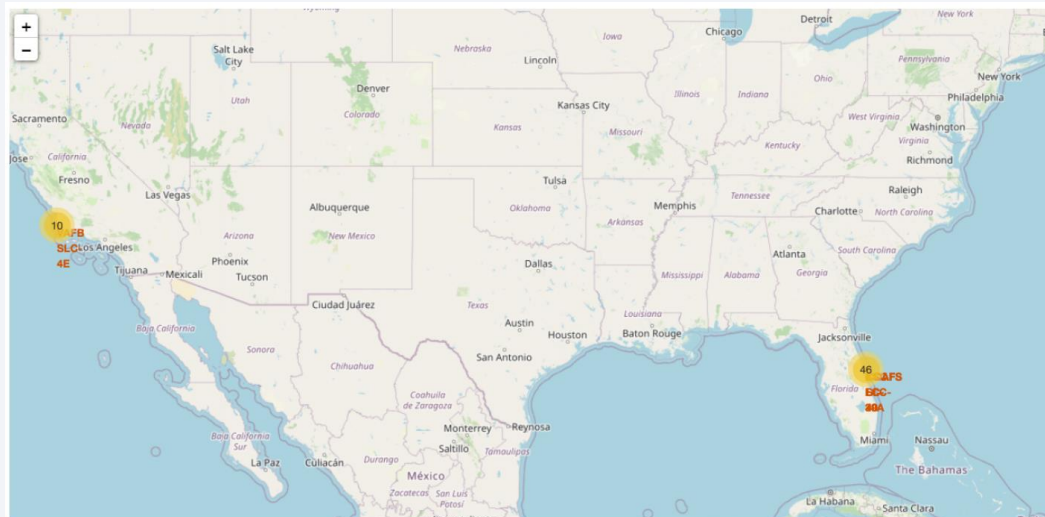 +
−
Wyoming
Nebraska
Iowa
Chicago
Detroit
New York
Salt Lake
City
Lincoln
Pennsylvania
New York
Denver
Utah
Colorado
Illinois
Indiana
Ohio
Philadelphia
Kansas City
Sacramento
Nevada
Kansas
Missouri
West Virginia
Washington
Virginia
Jose
California
Kentucky
Richmond
Fresno
Las Vegas
Tulsa
Raleigh
Albuquerque
Oklahoma
Arkansas
Memphis
Tennessee
Charlotte
North Carolina
10
AFB
SLC-
4E
Los Angeles
Arizona
New Mexico
Phoenix
Tucson
Tijuana
Mexicali
Dallas
Mississippi
Alabama
Atlanta
Georgia
South Carolina
Ciudad Juárez
Texas
Louisiana
Austin
Houston
Baton Rouge
Jacksonville
Baja California
Sonora
Chihuahua
San Antonio
46
AFS
Florida
Coahuila
de Zaragoza
Monterrey
Reynosa
Saltillo
Miami
Nassau
Baja California
Sur
La Paz
Culiacán
Durango
Tamaulipas
The Bahamas
México
Zacatecas
San Luis
Potosí
La Habana
Santa Clara